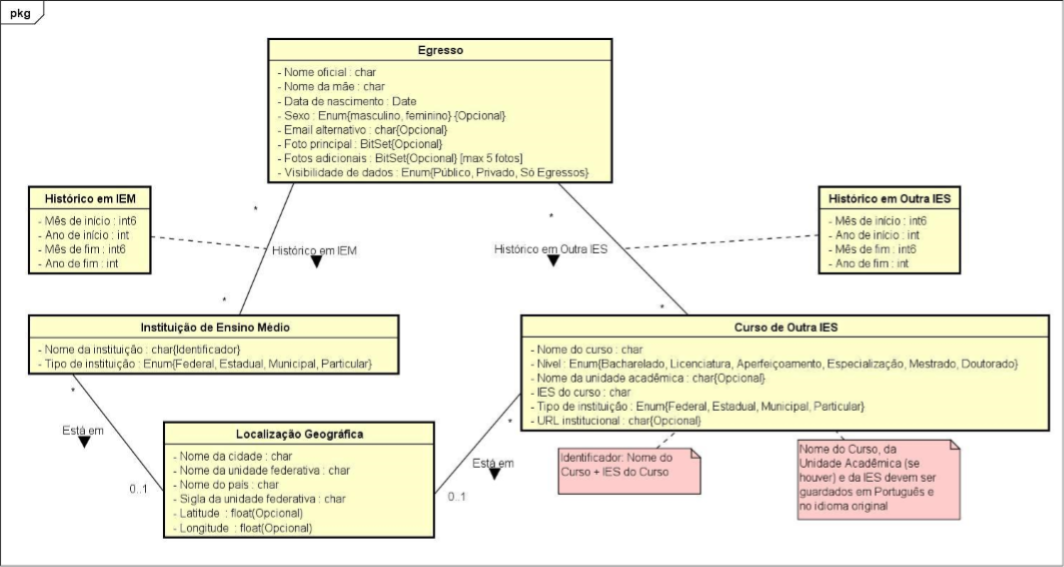 pkg
Egresso
- Nome oficial : char
- Nome da mãe : char
- Data de nascimento : Date
- Sexo : Enum{masculino, feminino} {Opcional}
- Email alternativo : char{Opcional}
- Foto principal : BitSet{Opcional}
- Fotos adicionais : BitSet{Opcional} [max 5 fotos]
- Visibilidade de dados : Enum{Público, Privado, Só Egressos}
Histórico em IEM
- Mês de início : int6
- Ano de início : int
- Mês de fim : int6
- Ano de fim : int
*
Histórico em IEM
*
*
Histórico em Outra IES
*
Histórico em Outra IES
- Mês de início : int6
- Ano de início : int
- Mês de fim : int6
- Ano de fim : int
Instituição de Ensino Médio
- Nome da instituição : char{Identificador}
- Tipo de instituição : Enum{Federal, Estadual, Municipal, Particular}
Curso de Outra IES
- Nome do curso : char
- Nível : Enum{Bacharelado, Licenciatura, Aperfeiçoamento, Especialização, Mestrado, Doutorado}
- Nome da unidade acadêmica : char{Opcional}
- IES do curso : char
- Tipo de instituição : Enum{Federal, Estadual, Municipal, Particular}
- URL institucional : char{Opcional}
*
Está em
0..1
Localização Geográfica
- Nome da cidade : char
- Nome da unidade federativa : char
- Nome do país : char
- Sigla da unidade federativa : char
- Latitude : float(Opcional)
- Longitude : float(Opcional)
*
Está em
0..1
Identificador: Nome do
Curso + IES do Curso
Nome do Curso, da
Unidade Acadêmica (se
houver) e da IES devem ser
guardados em Português e
no idioma original